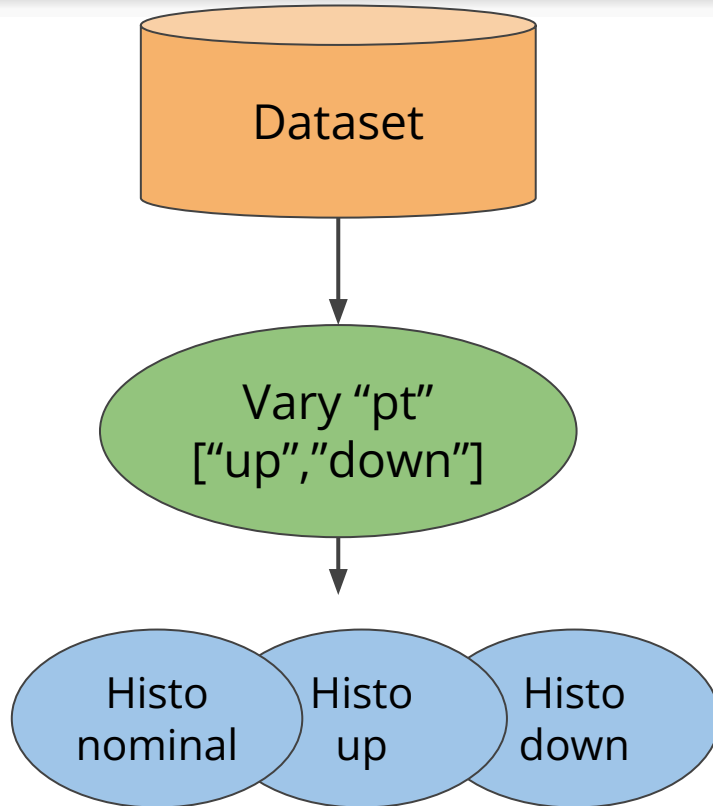 Dataset
Vary “pt”
[“up”,”down”]
Histo
nominal
Histo
up
Histo
down